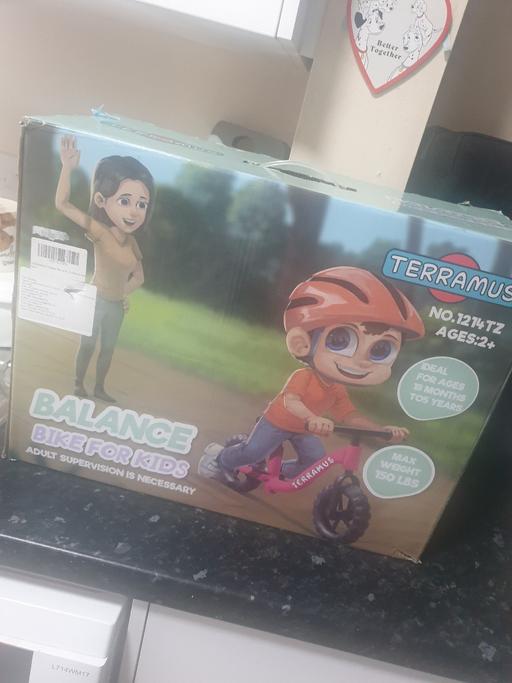 Better
Together
TERRAMUS
NO.1214TZ
AGES:2+
IDEAL
FOR AGES
18 MONTHS
TO5 YEARS
BALANCE
BIKE FOR KIDS
ADULT SUPERVISION IS NECESSARY
MAX
WEIGHT
150 LBS
TERRAMUS
L714WM17